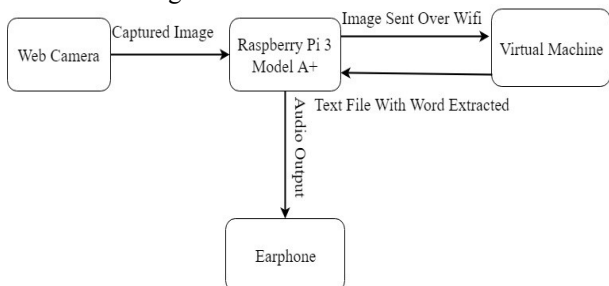 Captured Image
Image Sent Over Wifi
Web Camera
Raspberry Pi 3
Model A+
Virtual Machine
Text File With Word Extracted
Audio Output
Earphone